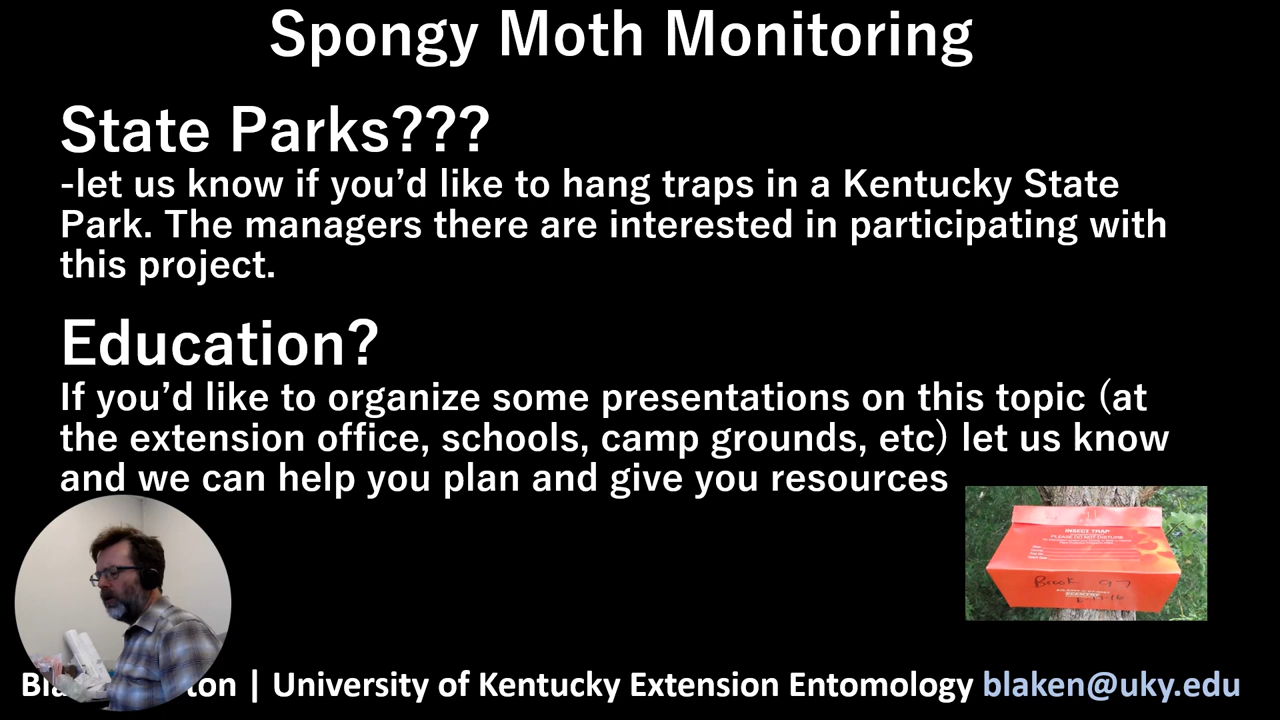 Spongy Moth Monitoring
State Parks???
-let us know if you’d like to hang traps in a Kentucky State
Park. The managers there are interested in participating with
this project.
Education?
If you’d like to organize some presentations on this topic (at
the extension office, schools, camp grounds, etc) let us know
and we can help you plan and give you resources
INSECT TRAP
PLEASE DO NOT DISTURB
ton | University of Kentucky Extension Entomology blaken@uky.edu